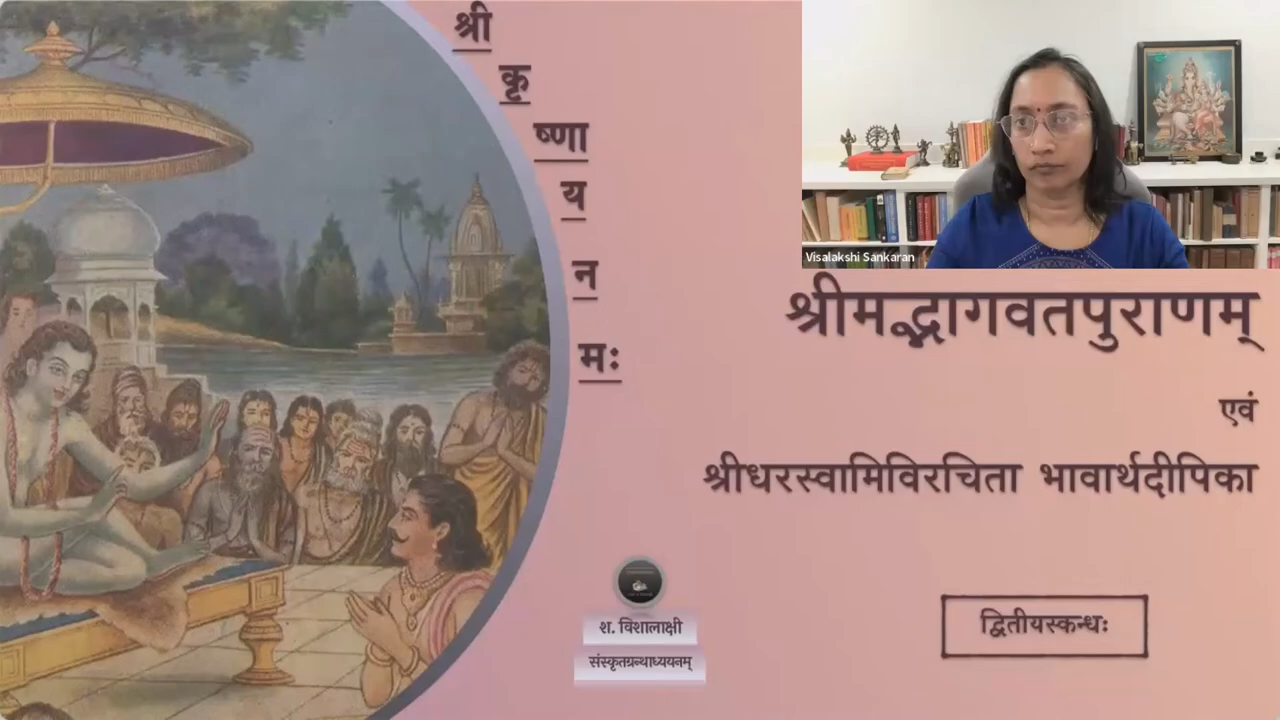 श्री
कृ
ष्णा
य
न
मः
Visalakshi Sankaran
श्रीमद्भागवतपुराणम्
एवं
श्रीधरस्वामिविरचिता भावार्थदीपिका
द्वितीयस्कन्धः
श. विशालाक्षी
संस्कृतग्रन्थाध्ययनम्